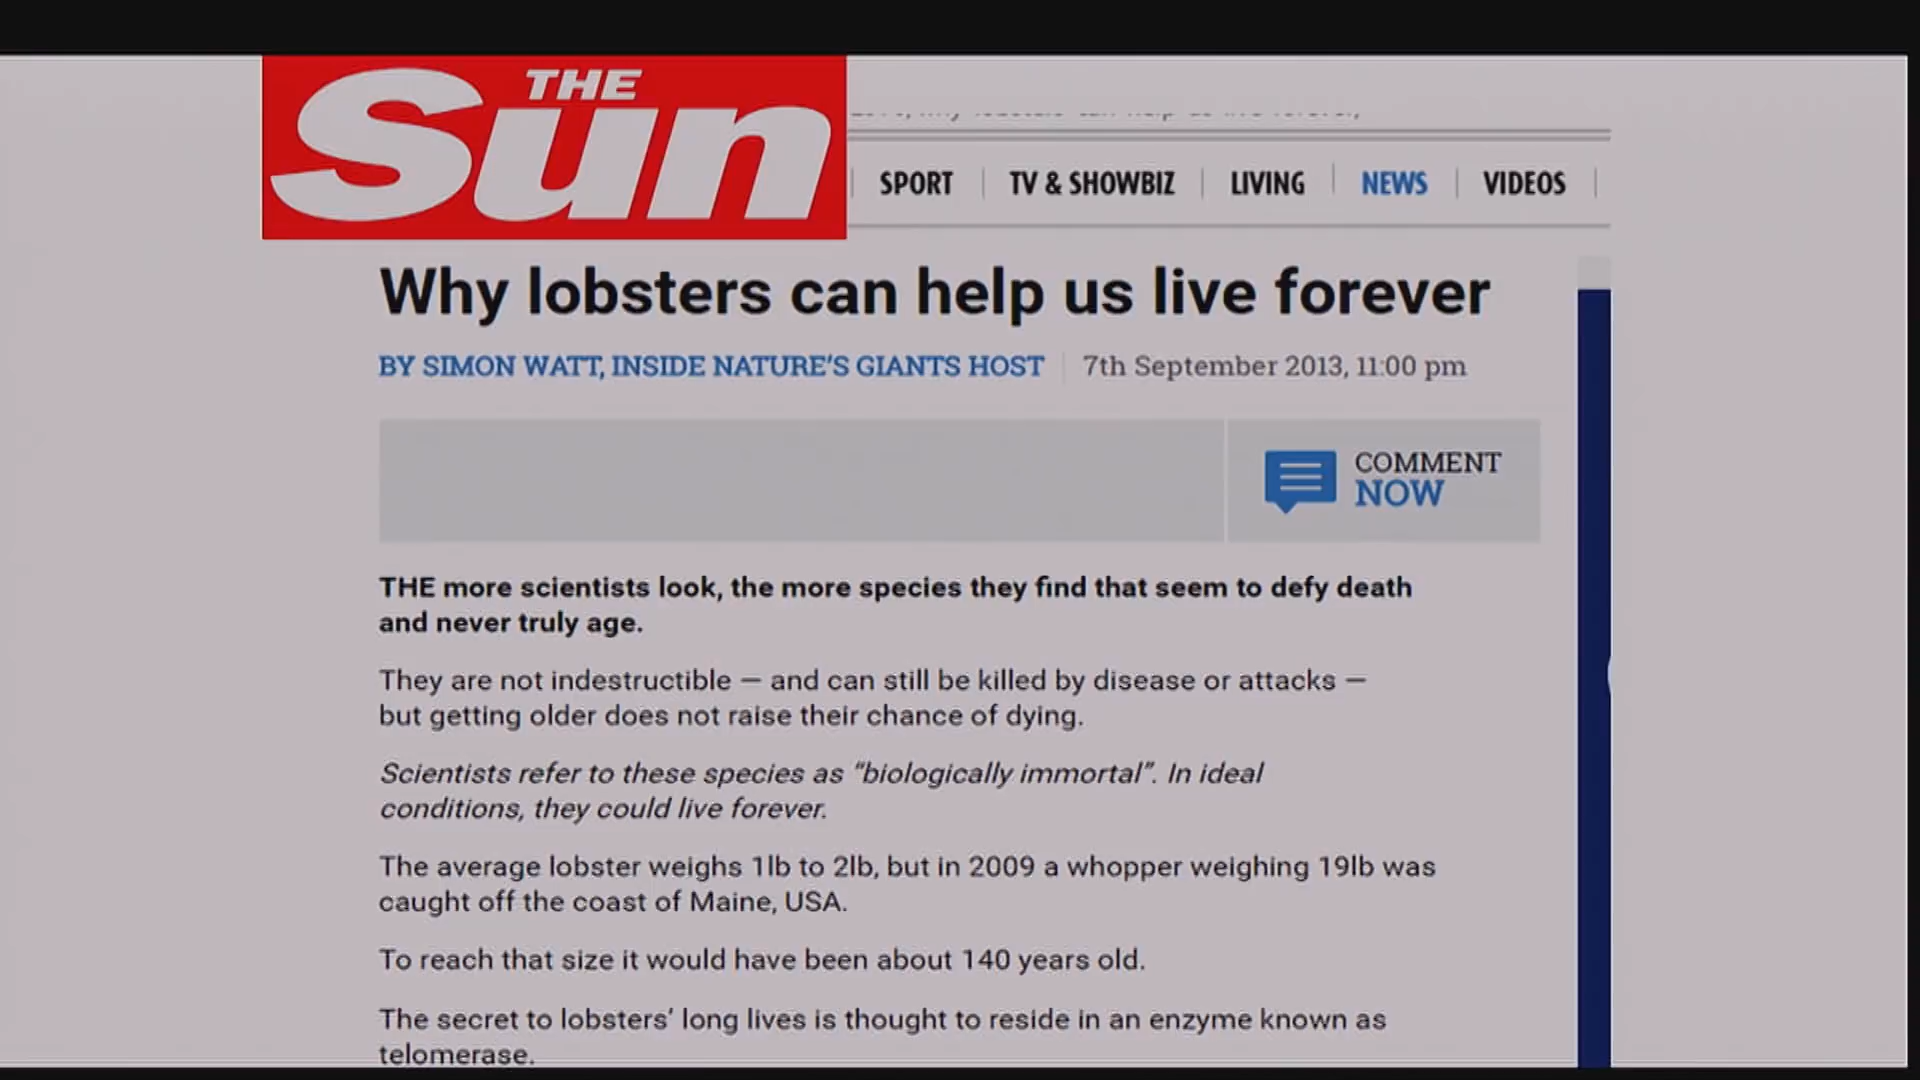 THE
Sun
SPORT
TV & SHOWBIZ
LIVING
NEWS
VIDEOS
Why lobsters can help us live forever
BY SIMON WATT, INSIDE NATURE'S GIANTS HOST
7th September 2013, 11:00 pm
COMMENT
NOW
THE more scientists look, the more species they find that seem to defy death
and never truly age.
They are not indestructible — and can still be killed by disease or attacks —
but getting older does not raise their chance of dying.
Scientists refer to these species as “biologically immortal”. In ideal
conditions, they could live forever.
The average lobster weighs 1lb to 2lb, but in 2009 a whopper weighing 19lb was
caught off the coast of Maine, USA.
To reach that size it would have been about 140 years old.
The secret to lobsters’ long lives is thought to reside in an enzyme known as
telomerase.